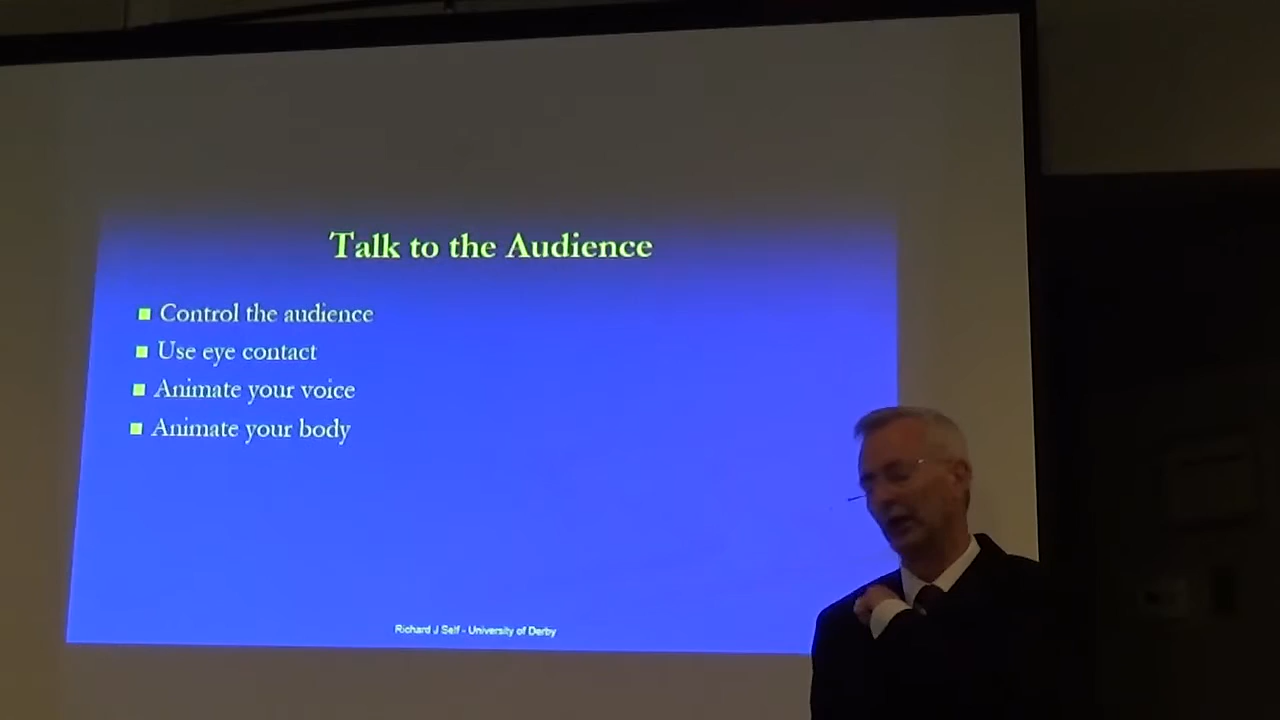 Talk to the Audience
Control the audience
Use eye contact
Animate your voice
Animate your body
Richard J Self - University of Derby